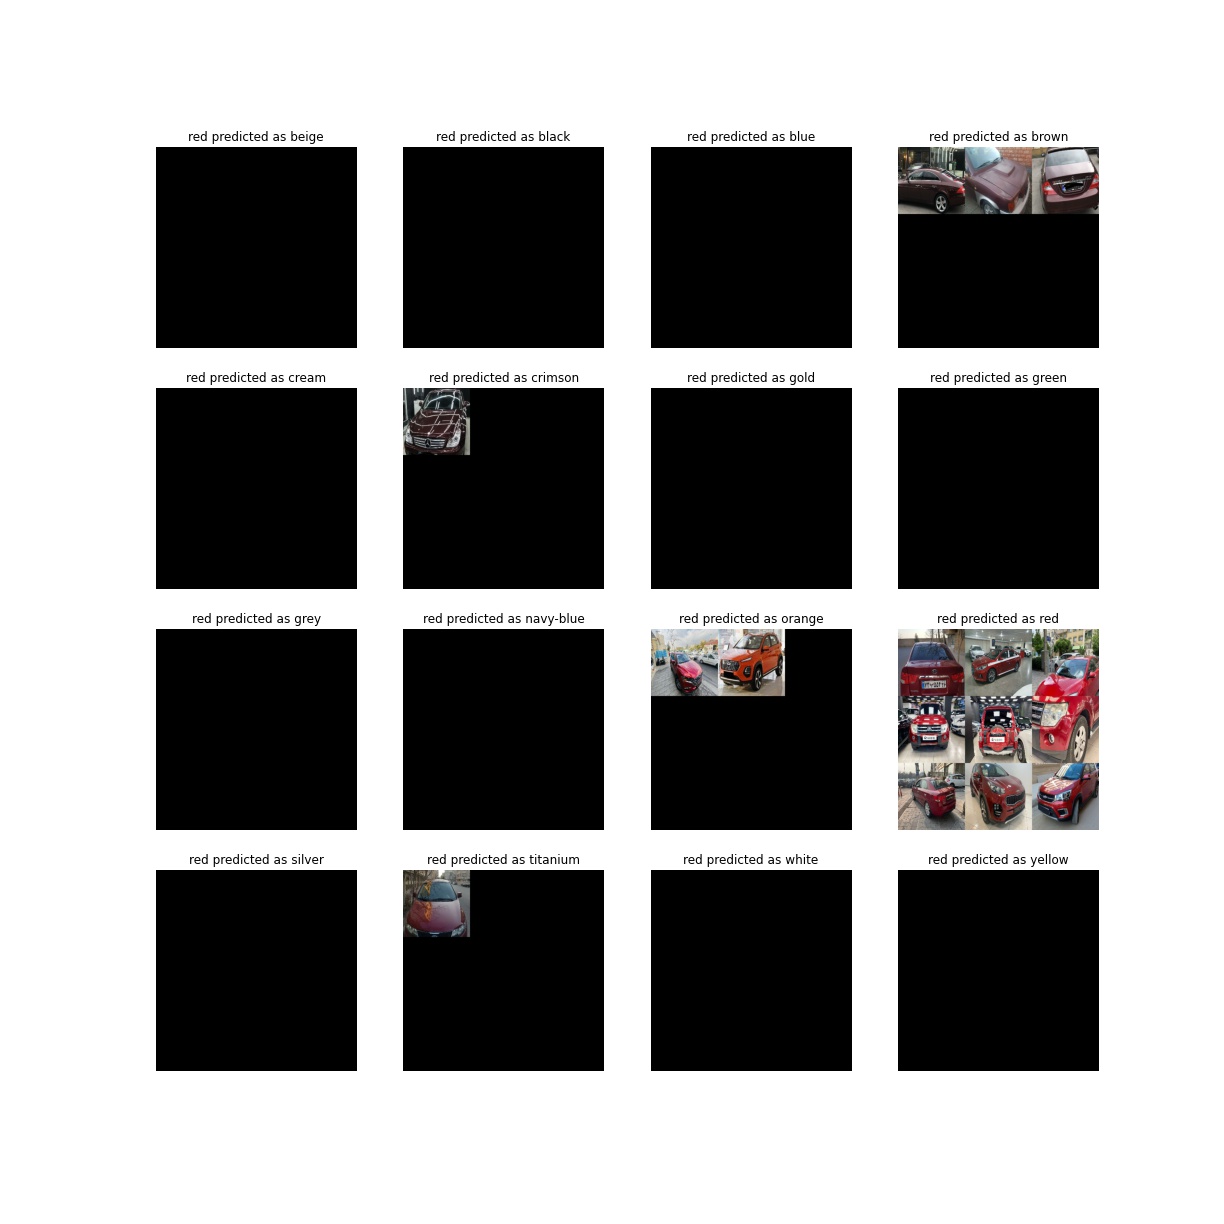 red predicted as beige
red predicted as black
red predicted as blue
red predicted as brown
red predicted as cream
red predicted as crimson
red predicted as gold
red predicted as green
red predicted as grey
red predicted as navy-blue
red predicted as orange
red predicted as red
red predicted as silver
red predicted as titanium
red predicted as white
red predicted as yellow